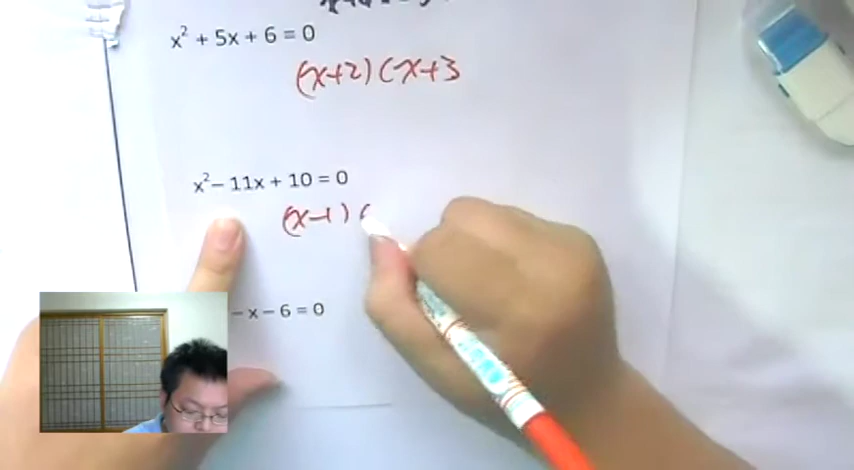 x² + 5x + 6 = 0
(x+2)(x+3
x² − 11x + 10 = 0
(x−1)(
− x − 6 = 0